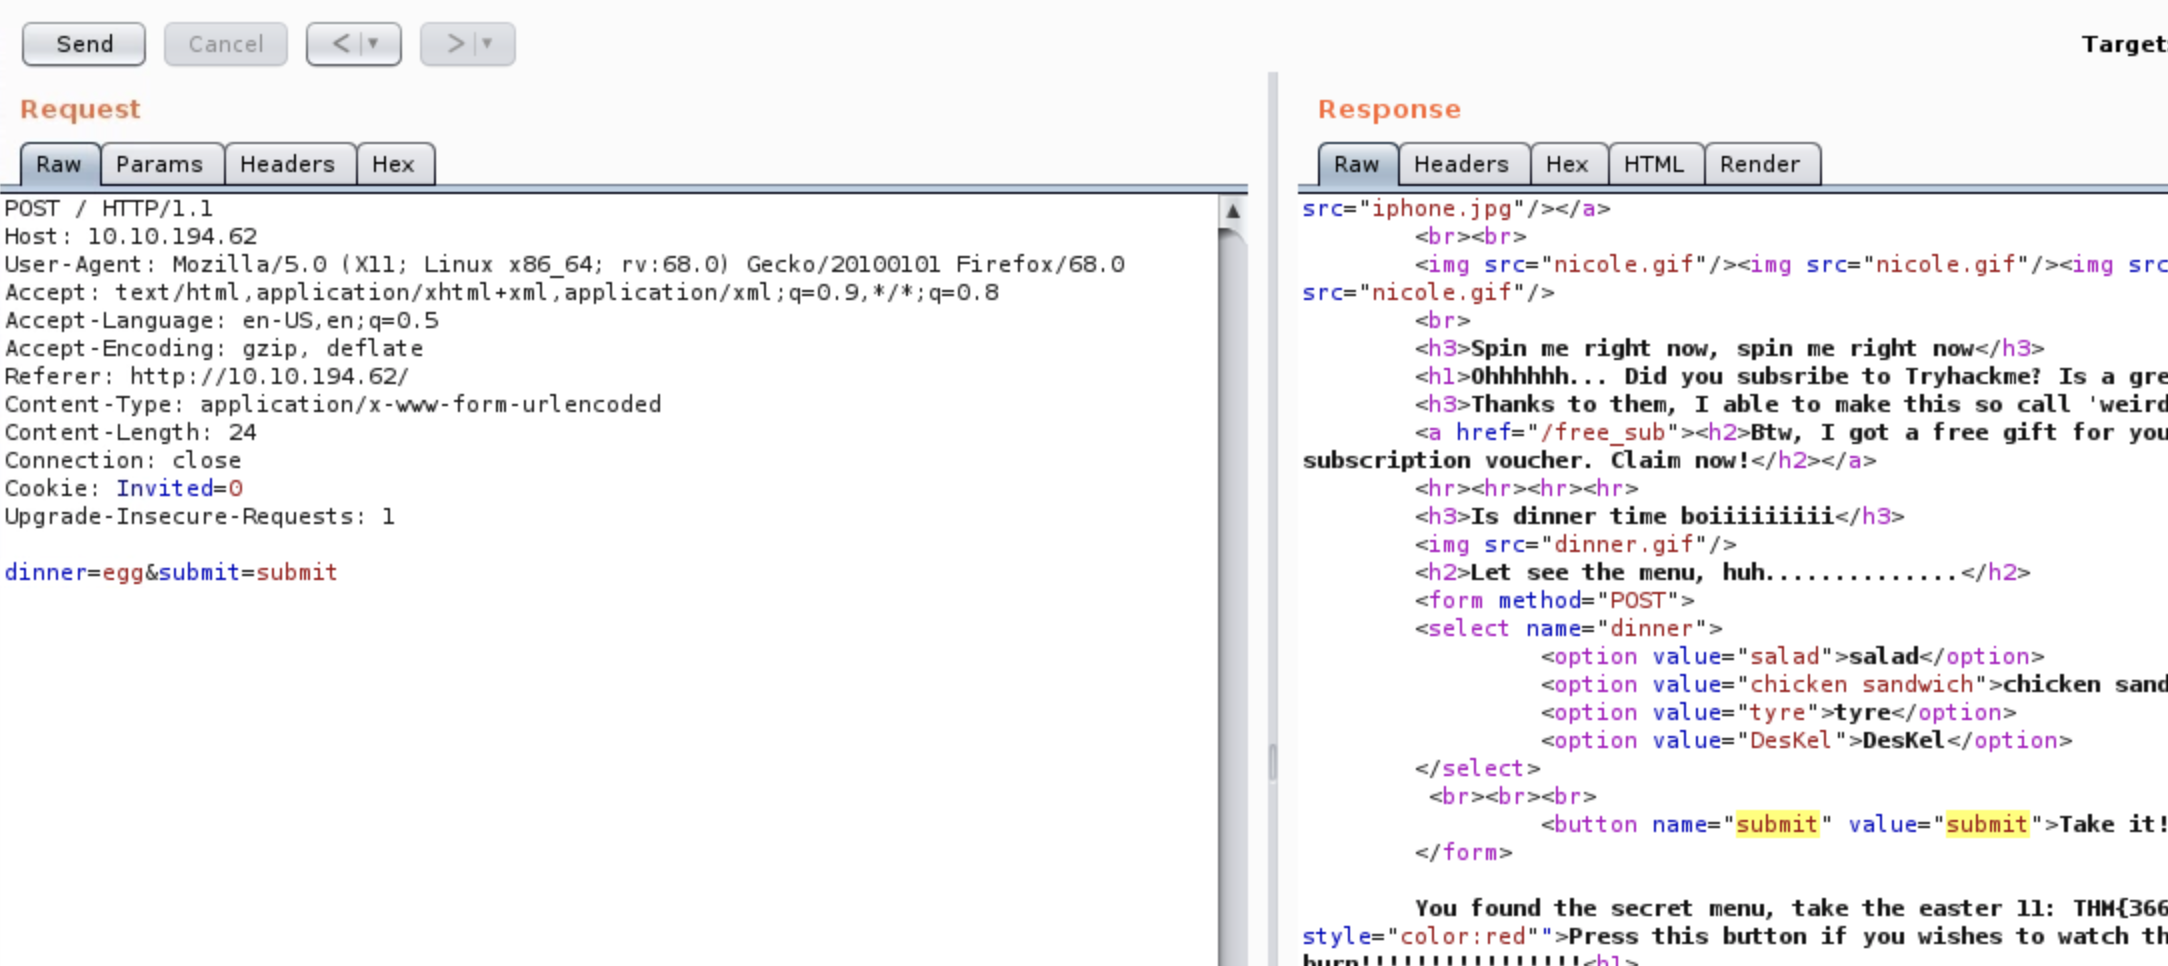 Send Cancel < ▼ > ▼
Target:
Request
Raw Params Headers Hex
POST / HTTP/1.1
Host: 10.10.194.62
User-Agent: Mozilla/5.0 (X11; Linux x86_64; rv:68.0) Gecko/20100101 Firefox/68.0
Accept: text/html,application/xhtml+xml,application/xml;q=0.9,*/*;q=0.8
Accept-Language: en-US,en;q=0.5
Accept-Encoding: gzip, deflate
Referer: http://10.10.194.62/
Content-Type: application/x-www-form-urlencoded
Content-Length: 24
Connection: close
Cookie: Invited=0
Upgrade-Insecure-Requests: 1
dinner=egg&submit=submit
Response
Raw Headers Hex HTML Render
src="iphone.jpg"/></a>
<br><br>
<img src="nicole.gif"/><img src="nicole.gif"/><img src
src="nicole.gif"/>
<br>
<h3>Spin me right now, spin me right now</h3>
<h1>Ohhhhhh... Did you subsribe to Tryhackme? Is a gre
<h3>Thanks to them, I able to make this so call 'weird
<a href="/free_sub"><h2>Btw, I got a free gift for you
subscription voucher. Claim now!</h2></a>
<hr><hr><hr><hr>
<h3>Is dinner time boiiiiiiiii</h3>
<img src="dinner.gif"/>
<h2>Let see the menu, huh..............</h2>
<form method="POST">
<select name="dinner">
<option value="salad">salad</option>
<option value="chicken sandwich">chicken sand
<option value="tyre">tyre</option>
<option value="DesKel">DesKel</option>
</select>
<br><br><br>
<button name="submit" value="submit">Take it!
</form>
You found the secret menu, take the easter 11: THM{366
style="color:red"">Press this button if you wishes to watch th
burn!!!!!!!!!!!!!!!!<h1>